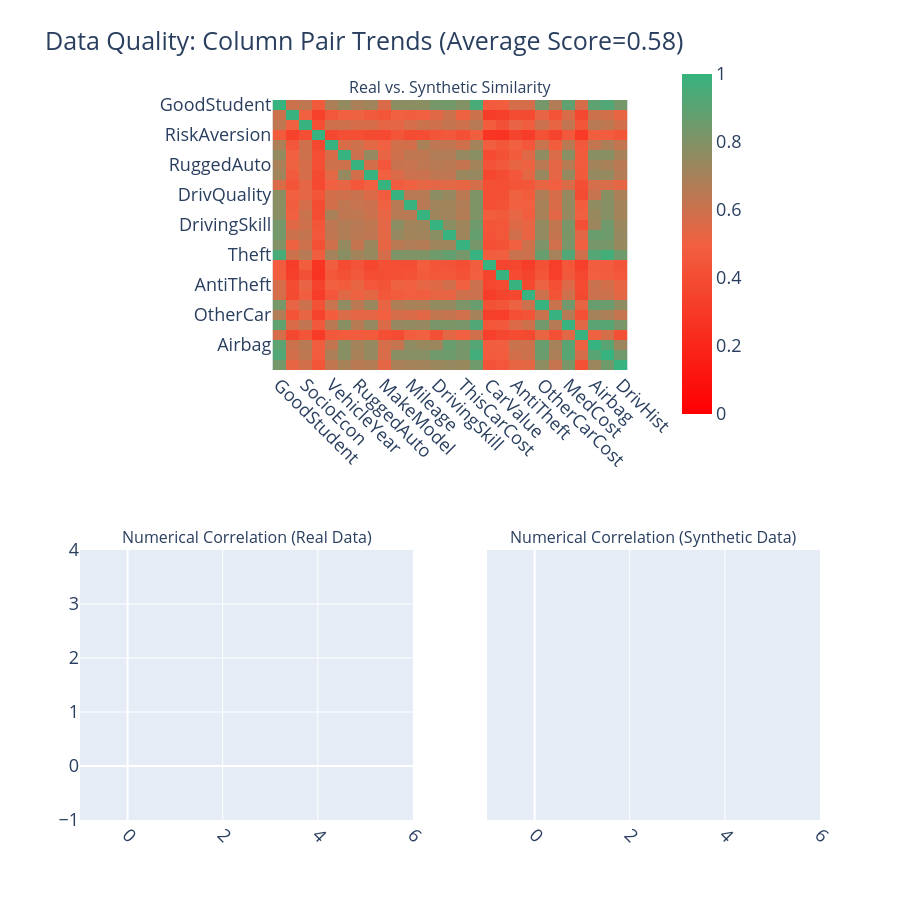 Data Quality: Column Pair Trends (Average Score=0.58)
Real vs. Synthetic Similarity
GoodStudent
RiskAversion
RuggedAuto
DrivQuality
DrivingSkill
Theft
AntiTheft
OtherCar
Airbag
GoodStudent
SocioEcon
VehicleYear
RuggedAuto
MakeModel
Mileage
DrivingSkill
ThisCarCost
CarValue
AntiTheft
OtherCarCost
MedCost
Airbag
DrivHist
1
0.8
0.6
0.4
0.2
0
Numerical Correlation (Real Data)
4
3
2
1
0
−1
0
2
4
6
Numerical Correlation (Synthetic Data)
0
2
4
6